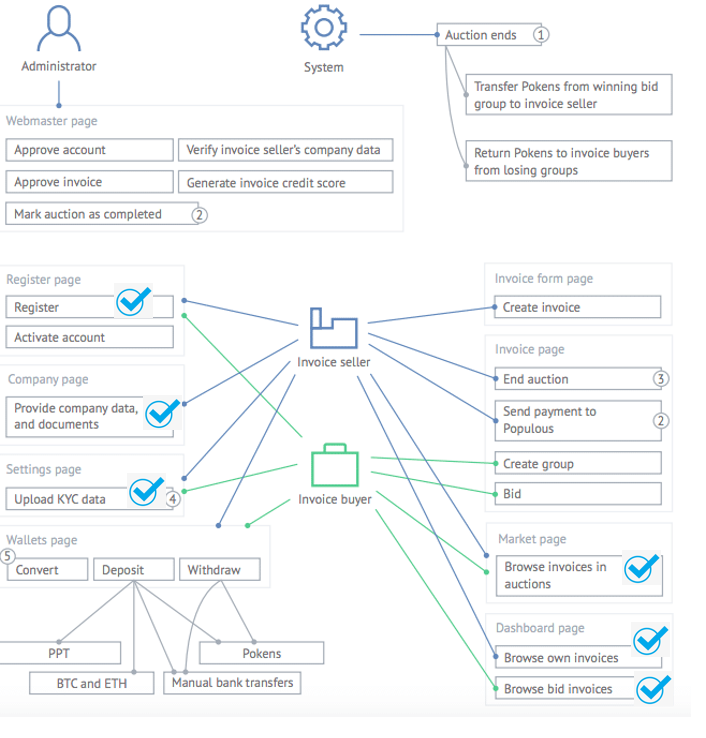 Administrator
System
Auction ends 1
Transfer Pokens from winning bid
group to invoice seller
Return Pokens to invoice buyers
from losing groups
Webmaster page
Approve account
Verify invoice seller's company data
Approve invoice
Generate invoice credit score
Mark auction as completed 2
Register page
Register
Activate account
Company page
Provide company data,
and documents
Settings page
Upload KYC data 4
Wallets page
5
Convert
Deposit
Withdraw
PPT
Pokens
BTC and ETH
Manual bank transfers
Invoice seller
Invoice buyer
Invoice form page
Create invoice
Invoice page
End auction 3
Send payment to
Populous 2
Create group
Bid
Market page
Browse invoices in
auctions
Dashboard page
Browse own invoices
Browse bid invoices